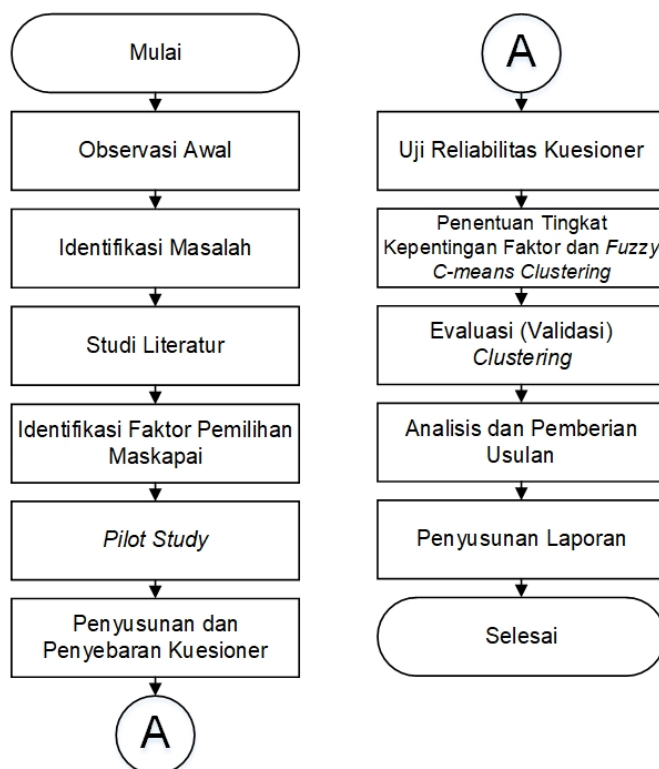 Mulai
Observasi Awal
Identifikasi Masalah
Studi Literatur
Identifikasi Faktor Pemilihan
Maskapai
Pilot Study
Penyusunan dan
Penyebaran Kuesioner
A
A
Uji Reliabilitas Kuesioner
Penentuan Tingkat
Kepentingan Faktor dan Fuzzy
C-means Clustering
Evaluasi (Validasi)
Clustering
Analisis dan Pemberian
Usulan
Penyusunan Laporan
Selesai